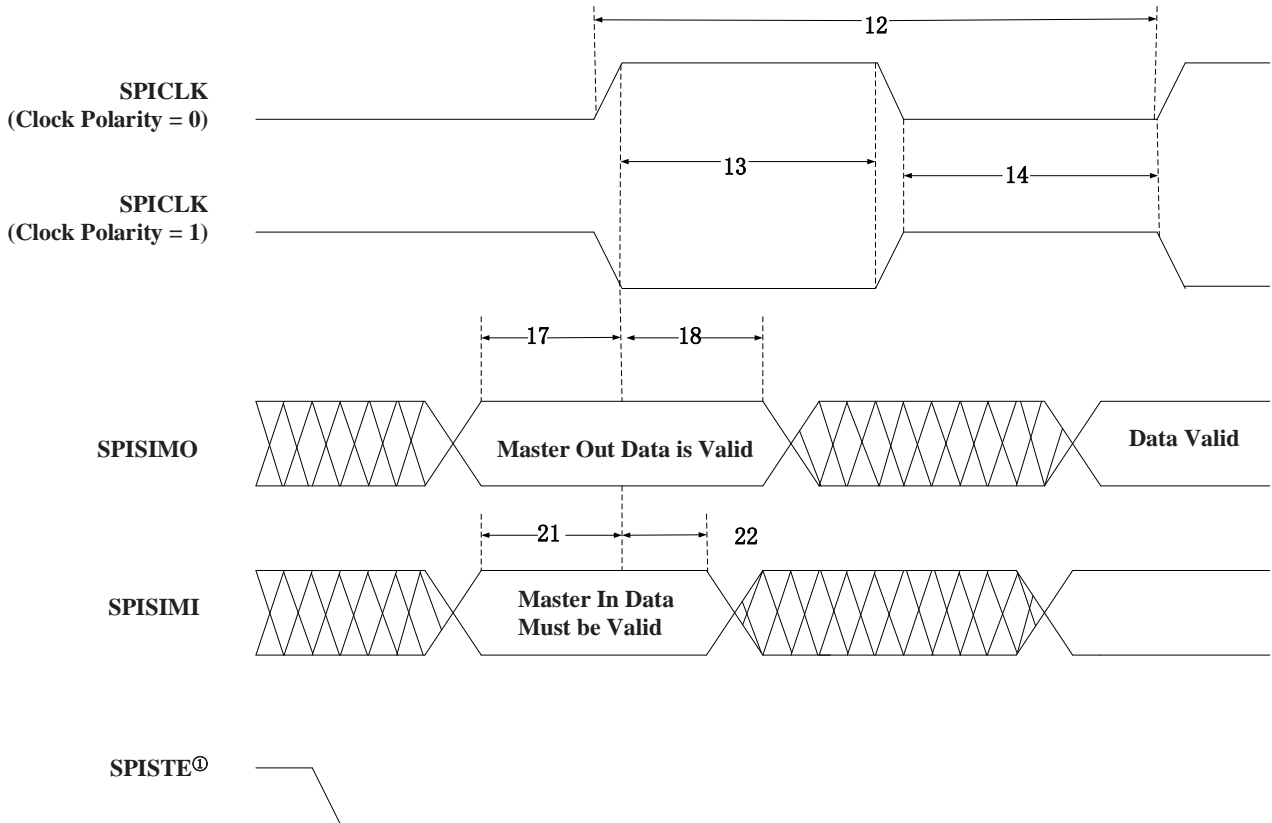 12
SPICLK
(Clock Polarity = 0)
13
14
SPICLK
(Clock Polarity = 1)
17
18
SPISIMO
Master Out Data is Valid
Data Valid
21
22
SPISIMI
Master In Data
Must be Valid
SPISTE①